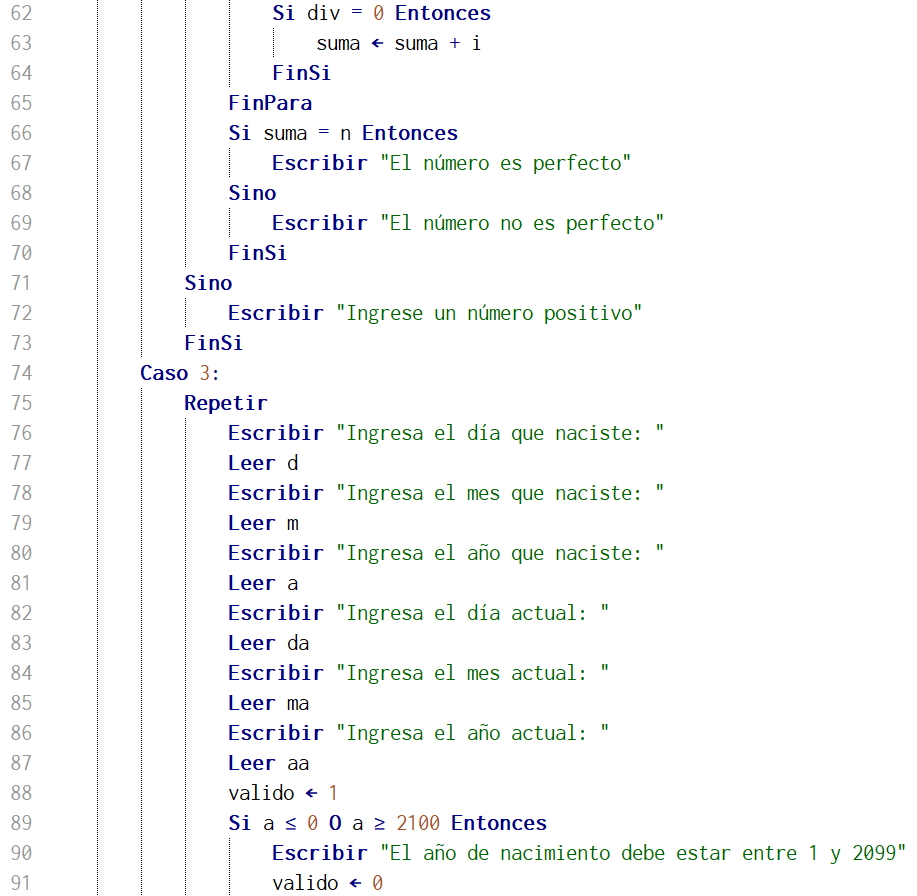 62 Si div = 0 Entonces
63 suma ← suma + i
64 FinSi
65 FinPara
66 Si suma = n Entonces
67 Escribir "El número es perfecto"
68 Sino
69 Escribir "El número no es perfecto"
70 FinSi
71 Sino
72 Escribir "Ingrese un número positivo"
73 FinSi
74 Caso 3:
75 Repetir
76 Escribir "Ingresa el día que naciste: "
77 Leer d
78 Escribir "Ingresa el mes que naciste: "
79 Leer m
80 Escribir "Ingresa el año que naciste: "
81 Leer a
82 Escribir "Ingresa el día actual: "
83 Leer da
84 Escribir "Ingresa el mes actual: "
85 Leer ma
86 Escribir "Ingresa el año actual: "
87 Leer aa
88 valido ← 1
89 Si a ≤ 0 O a ≥ 2100 Entonces
90 Escribir "El año de nacimiento debe estar entre 1 y 2099"
91 valido ← 0